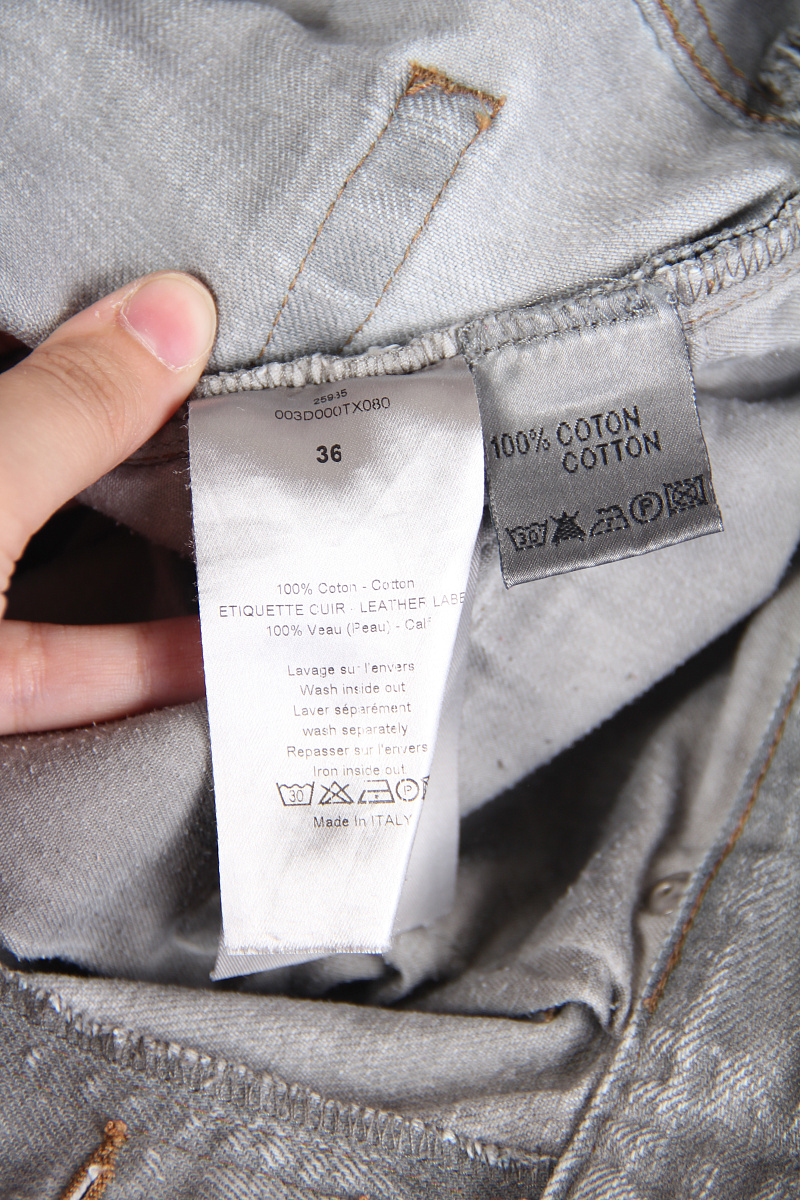 25935
003D000TX080
36
100% Coton - Cotton
ETIQUETTE CUIR - LEATHER LABE
100% Veau (Peau) - Calf
Lavage sur l'envers
Wash inside out
Laver séparément
wash separately
Repasser sur l'envers
Iron inside out
30 P
Made In ITALY
100% COTON
COTTON
30 P